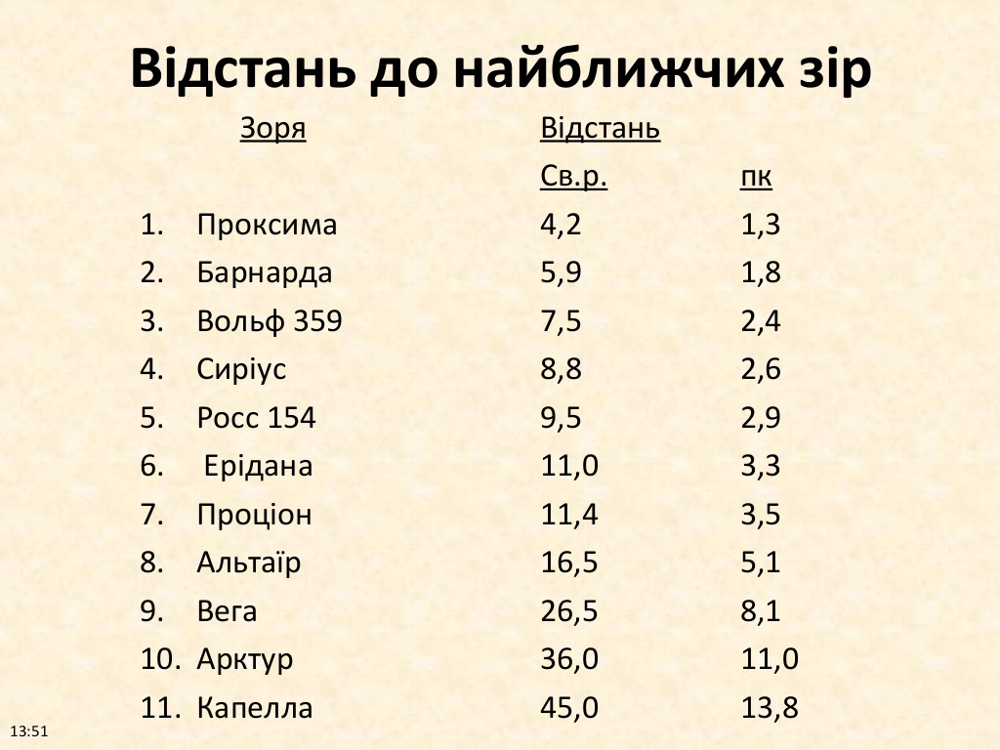 Відстань до найближчих зір
Зоря Відстань
Св.р. пк
1. Проксима 4,2 1,3
2. Барнарда 5,9 1,8
3. Вольф 359 7,5 2,4
4. Сиріус 8,8 2,6
5. Росс 154 9,5 2,9
6. Ерідана 11,0 3,3
7. Проціон 11,4 3,5
8. Альтаїр 16,5 5,1
9. Вега 26,5 8,1
10. Арктур 36,0 11,0
11. Капелла 45,0 13,8
13:51